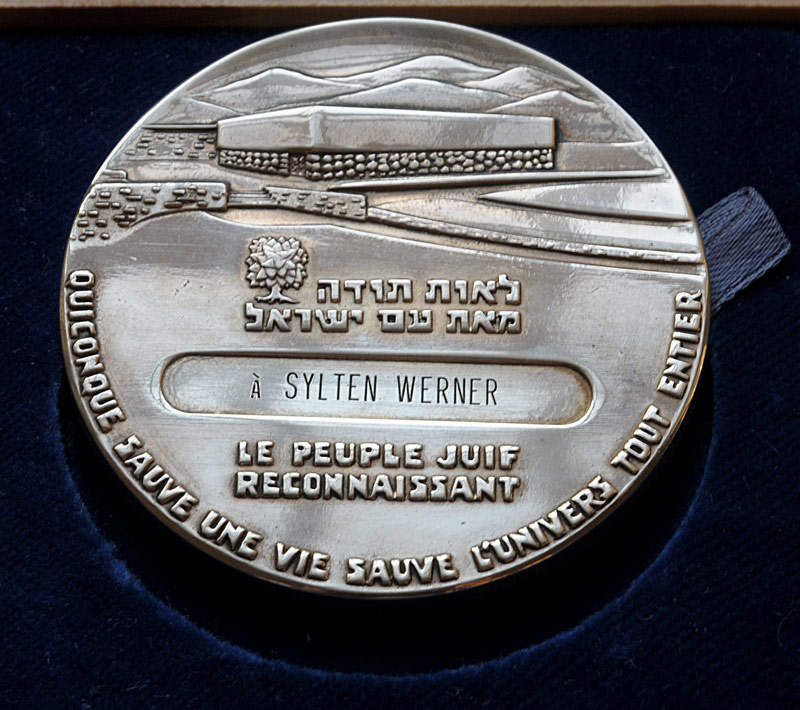 לאות תודה
מאת עם ישראל
À SYLTEN WERNER
LE PEUPLE JUIF
RECONNAISSANT
QUICONQUE SAUVE UNE VIE SAUVE L'UNIVERS TOUT ENTIER